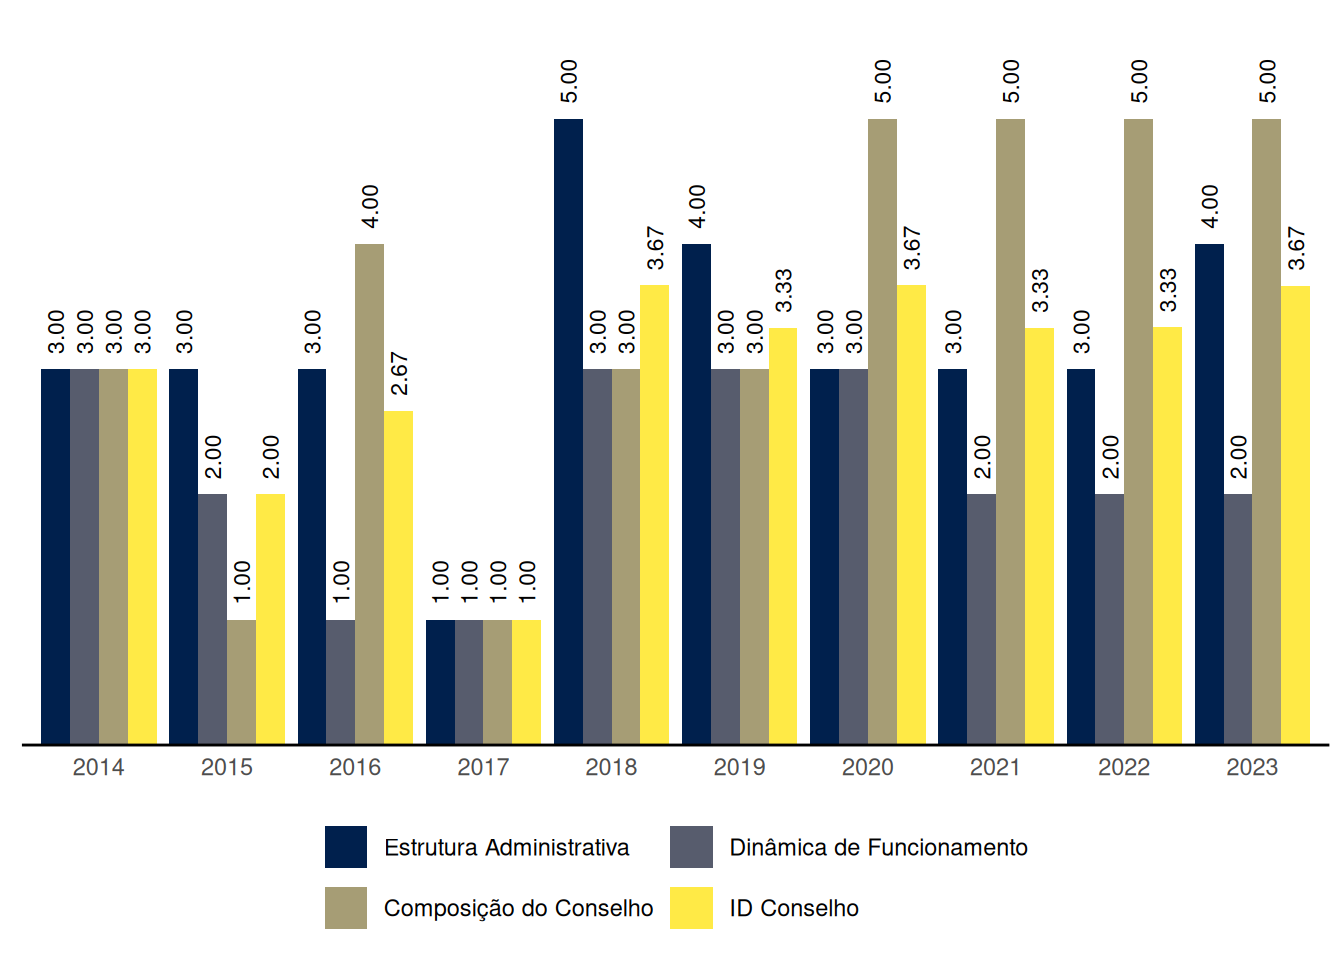 3.00 3.00 3.00 3.00
3.00 2.00 1.00 2.00
3.00 1.00 4.00 2.67
1.00 1.00 1.00 1.00
5.00 3.00 3.00 3.67
4.00 3.00 3.00 3.33
3.00 3.00 5.00 3.67
3.00 2.00 5.00 3.33
3.00 2.00 5.00 3.33
4.00 2.00 5.00 3.67
2014 2015 2016 2017 2018 2019 2020 2021 2022 2023
Estrutura Administrativa Dinâmica de Funcionamento
Composição do Conselho ID Conselho